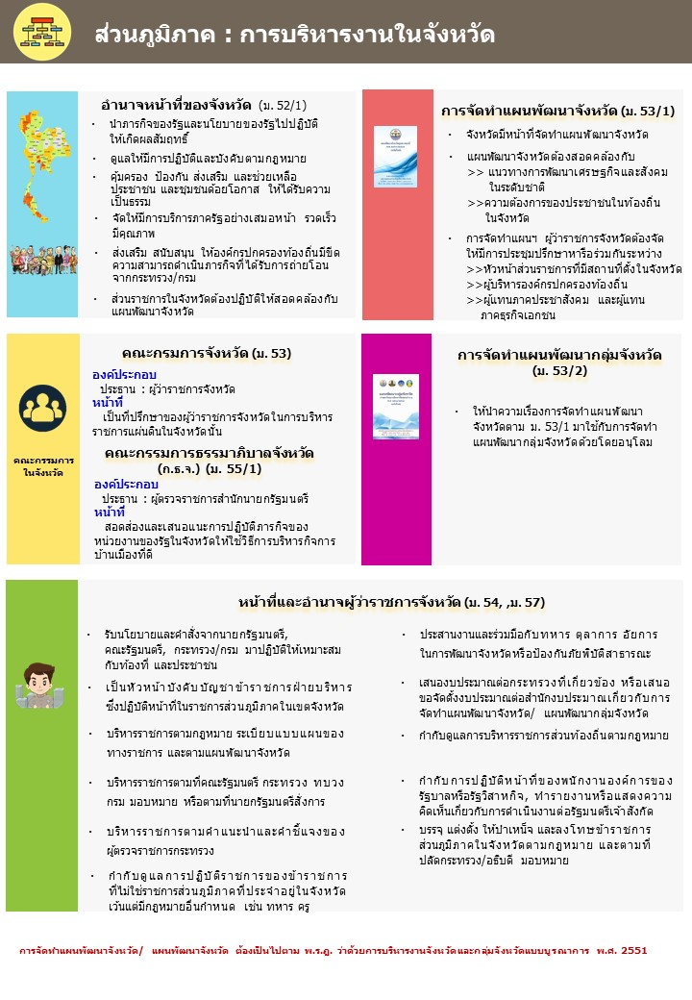 ส่วนภูมิภาค : การบริหารงานในจังหวัด
อำนาจหน้าที่ของจังหวัด (ม. 52/1)
· นำภารกิจของรัฐและนโยบายของรัฐไปปฏิบัติ
ให้เกิดผลสัมฤทธิ์
· ดูแลให้มีการปฏิบัติและบังคับตามกฎหมาย
· คุ้มครอง ป้องกัน ส่งเสริม และช่วยเหลือ
ประชาชน และชุมชนด้อยโอกาส ให้ได้รับความ
เป็นธรรม
· จัดให้มีการบริการภาครัฐอย่างเสมอหน้า รวดเร็ว
มีคุณภาพ
· ส่งเสริม สนับสนุน ให้องค์กรปกครองท้องถิ่นมีขีด
ความสามารถดำเนินภารกิจที่ได้รับการถ่ายโอน
จากกระทรวง/กรม
· ส่วนราชการในจังหวัดต้องปฏิบัติให้สอดคล้องกับ
แผนพัฒนาจังหวัด
การจัดทำแผนพัฒนาจังหวัด (ม. 53/1)
· จังหวัดมีหน้าที่จัดทำแผนพัฒนาจังหวัด
· แผนพัฒนาจังหวัดต้องสอดคล้องกับ
>> แนวทางการพัฒนาเศรษฐกิจและสังคม
ในระดับชาติ
>>ความต้องการของประชาชนในท้องถิ่น
ในจังหวัด
· การจัดทำแผนฯ ผู้ว่าราชการจังหวัดต้องจัด
ให้มีการประชุมปรึกษาหารือร่วมกันระหว่าง
>>หัวหน้าส่วนราชการที่มีสถานที่ตั้งในจังหวัด
>>ผู้บริหารองค์กรปกครองท้องถิ่น
>>ผู้แทนภาคประชาสังคม และผู้แทน
ภาคธุรกิจเอกชน
คณะกรรมการ
ในจังหวัด
คณะกรมการจังหวัด (ม. 53)
องค์ประกอบ
ประธาน : ผู้ว่าราชการจังหวัด
หน้าที่
เป็นที่ปรึกษาของผู้ว่าราชการจังหวัดในการบริหาร
ราชการแผ่นดินในจังหวัดนั้น
คณะกรรมการธรรมาภิบาลจังหวัด
(ก.ธ.จ.) (ม. 55/1)
องค์ประกอบ
ประธาน : ผู้ตรวจราชการสำนักนายกรัฐมนตรี
หน้าที่
สอดส่องและเสนอแนะการปฏิบัติภารกิจของ
หน่วยงานของรัฐในจังหวัดให้ใช้วิธีการบริหารกิจการ
บ้านเมืองที่ดี
การจัดทำแผนพัฒนากลุ่มจังหวัด
(ม. 53/2)
· ให้นำความเรื่องการจัดทำแผนพัฒนา
จังหวัดตาม ม. 53/1 มาใช้กับการจัดทำ
แผนพัฒนากลุ่มจังหวัดด้วยโดยอนุโลม
หน้าที่และอำนาจผู้ว่าราชการจังหวัด (ม. 54, ,ม. 57)
· รับนโยบายและคำสั่งจากนายกรัฐมนตรี,
คณะรัฐมนตรี, กระทรวง/กรม มาปฏิบัติให้เหมาะสม
กับท้องที่ และประชาชน
· เป็นหัวหน้าบังคับบัญชาข้าราชการฝ่ายบริหาร
ซึ่งปฏิบัติหน้าที่ในราชการส่วนภูมิภาคในเขตจังหวัด
· บริหารราชการตามกฎหมาย ระเบียบแบบแผนของ
ทางราชการ และตามแผนพัฒนาจังหวัด
· บริหารราชการตามที่คณะรัฐมนตรี กระทรวง ทบวง
กรม มอบหมาย หรือตามที่นายกรัฐมนตรีสั่งการ
· บริหารราชการตามคำแนะนำและคำชี้แจงของ
ผู้ตรวจราชการกระทรวง
· กำกับดูแลการปฏิบัติราชการของข้าราชการ
ที่ไม่ใช่ราชการส่วนภูมิภาคที่ประจำอยู่ในจังหวัด
เว้นแต่มีกฎหมายอื่นกำหนด เช่น ทหาร ครู
· ประสานงานและร่วมมือกับทหาร ตุลาการ อัยการ
ในการพัฒนาจังหวัดหรือป้องกันภัยพิบัติสาธารณะ
· เสนองบประมาณต่อกระทรวงที่เกี่ยวข้อง หรือเสนอ
ขอจัดตั้งงบประมาณต่อสำนักงบประมาณเกี่ยวกับการ
จัดทำแผนพัฒนาจังหวัด/ แผนพัฒนากลุ่มจังหวัด
· กำกับดูแลการบริหารราชการส่วนท้องถิ่นตามกฎหมาย
· กำกับการปฏิบัติหน้าที่ของพนักงานองค์การของ
รัฐบาลหรือรัฐวิสาหกิจ, ทำรายงานหรือแสดงความ
คิดเห็นเกี่ยวกับการดำเนินงานต่อรัฐมนตรีเจ้าสังกัด
· บรรจุ แต่งตั้ง ให้บำเหน็จ และลงโทษข้าราชการ
ส่วนภูมิภาคในจังหวัดตามกฎหมาย และตามที่
ปลัดกระทรวง/อธิบดี มอบหมาย
การจัดทำแผนพัฒนาจังหวัด/ แผนพัฒนาจังหวัด ต้องเป็นไปตาม พ.ร.ฎ. ว่าด้วยการบริหารงานจังหวัดและกลุ่มจังหวัดแบบบูรณาการ พ.ศ. 2551